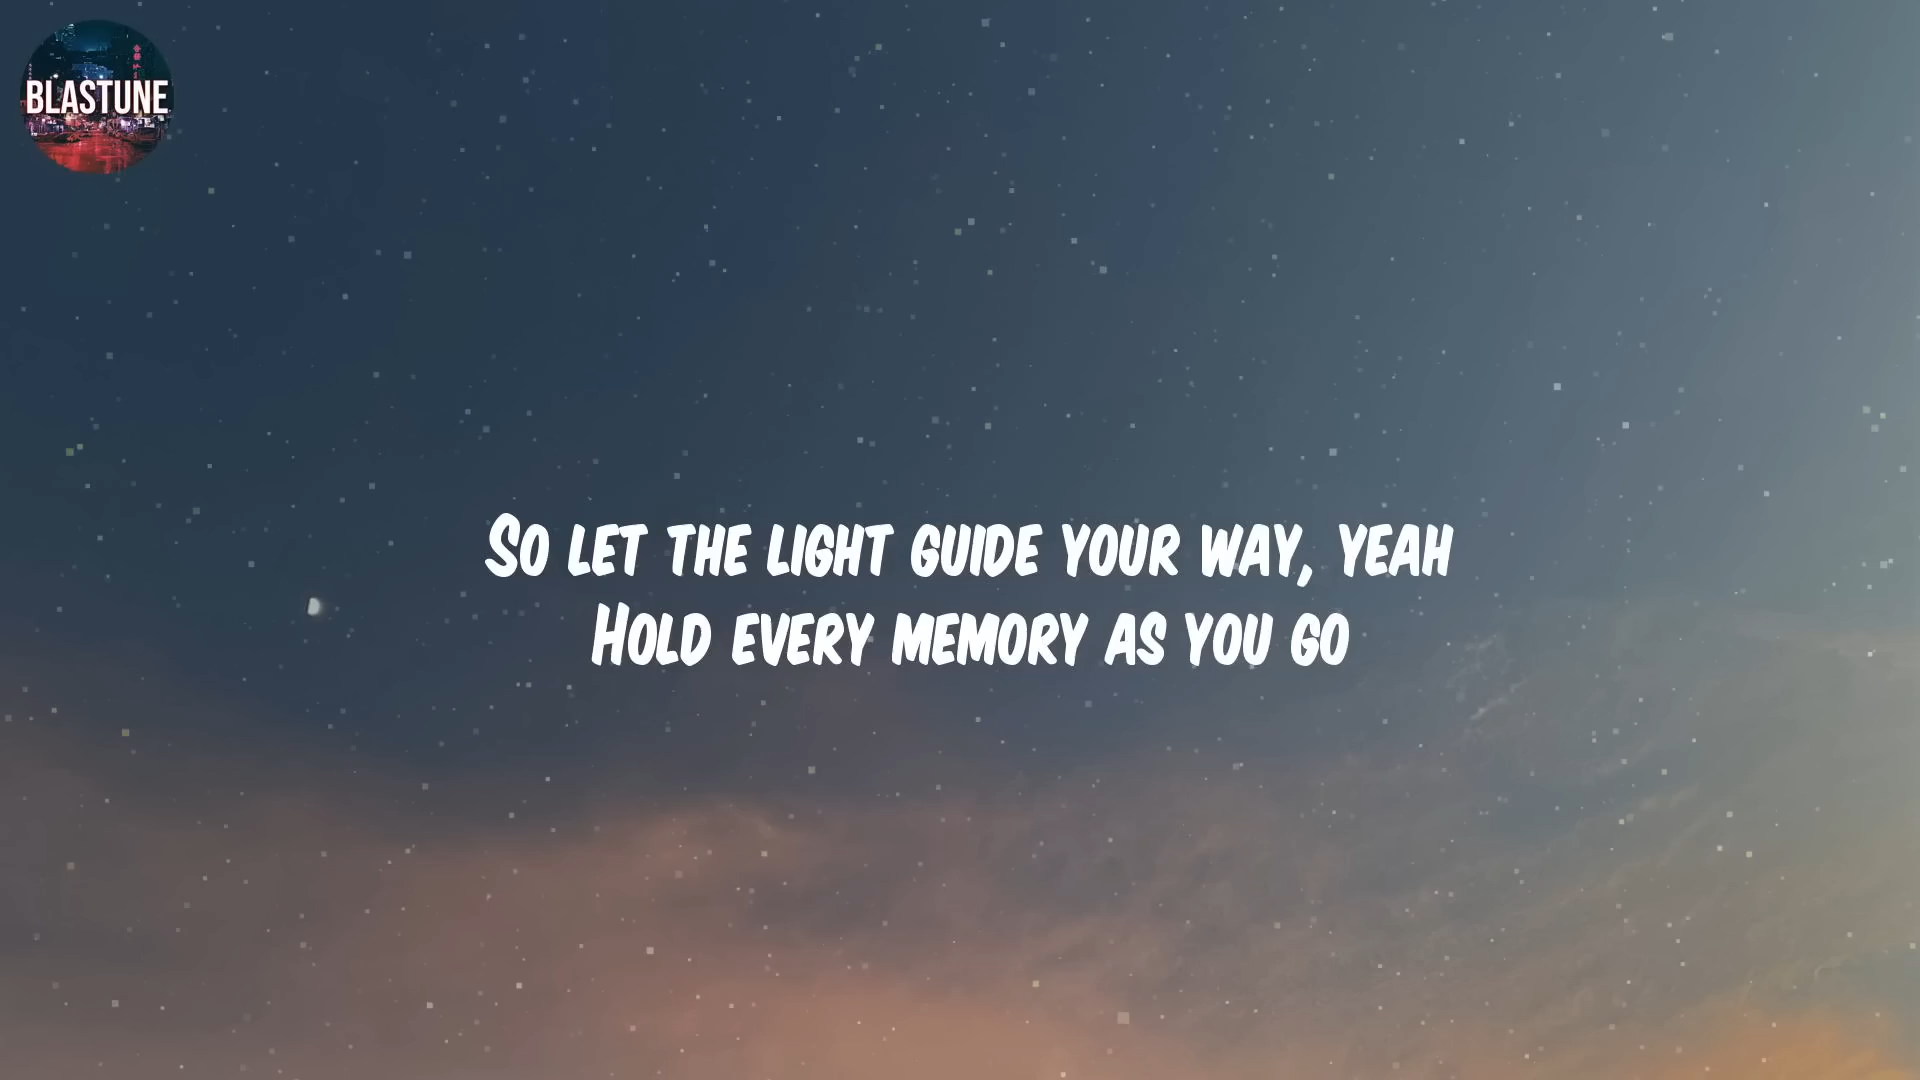 BLASTUNE
So let the light guide your way, yeah
Hold every memory as you go